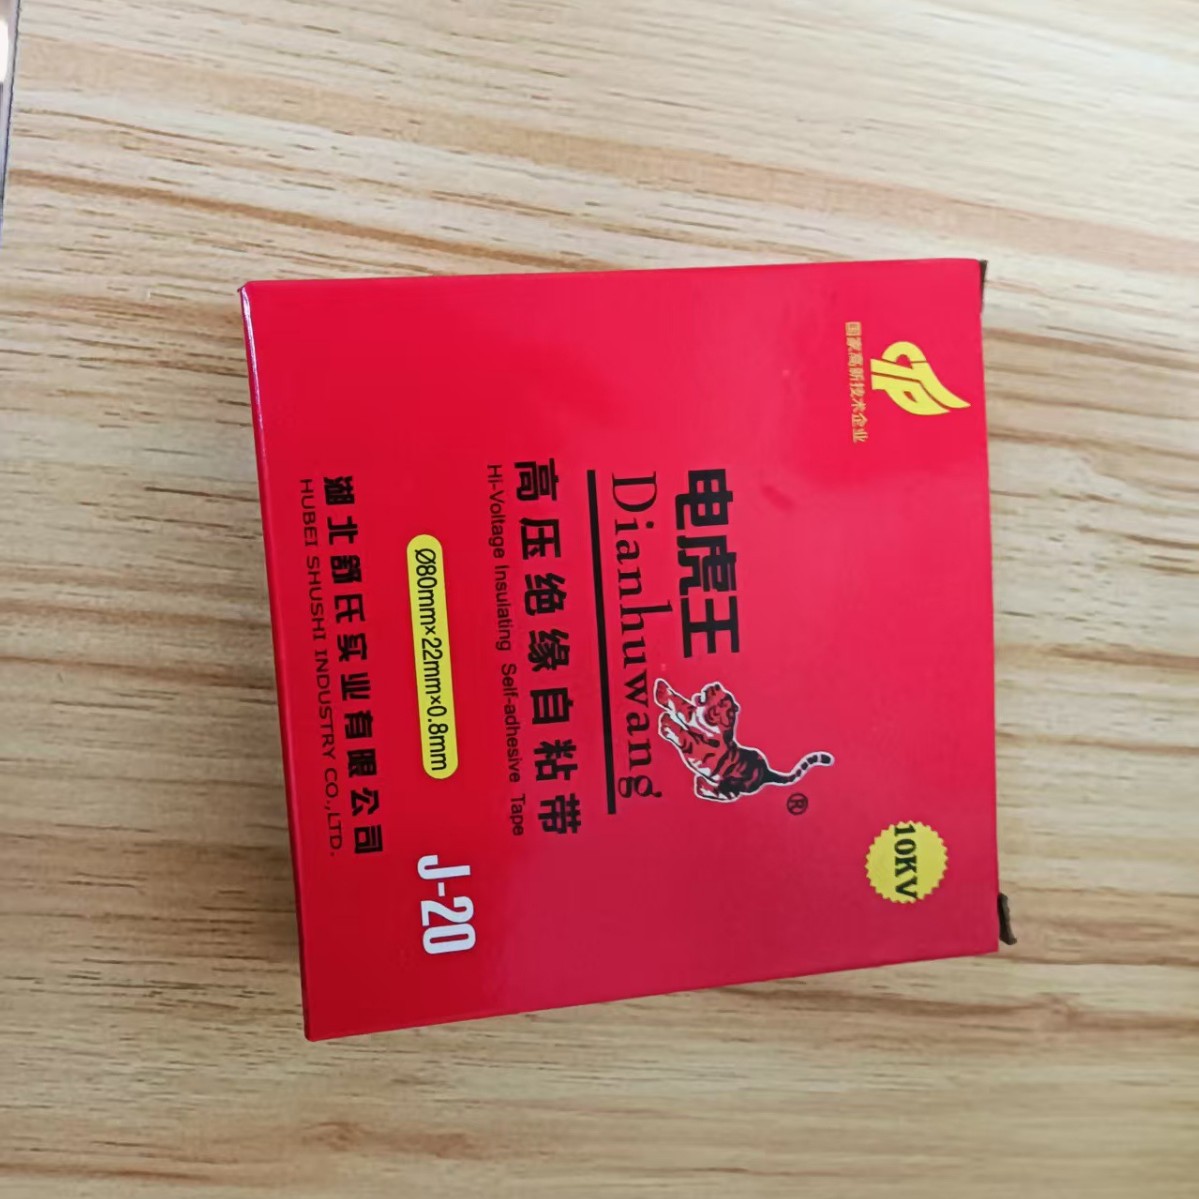 国家高新技术企业
10KV
电虎王
®
Dianhuwang
高压绝缘自粘带
Hi-Voltage Insulating Self-adhesive Tape
Ø80mm×22mm×0.8mm
J-20
湖北舒氏实业有限公司
HUBEI SHUSHI INDUSTRY CO.,LTD.